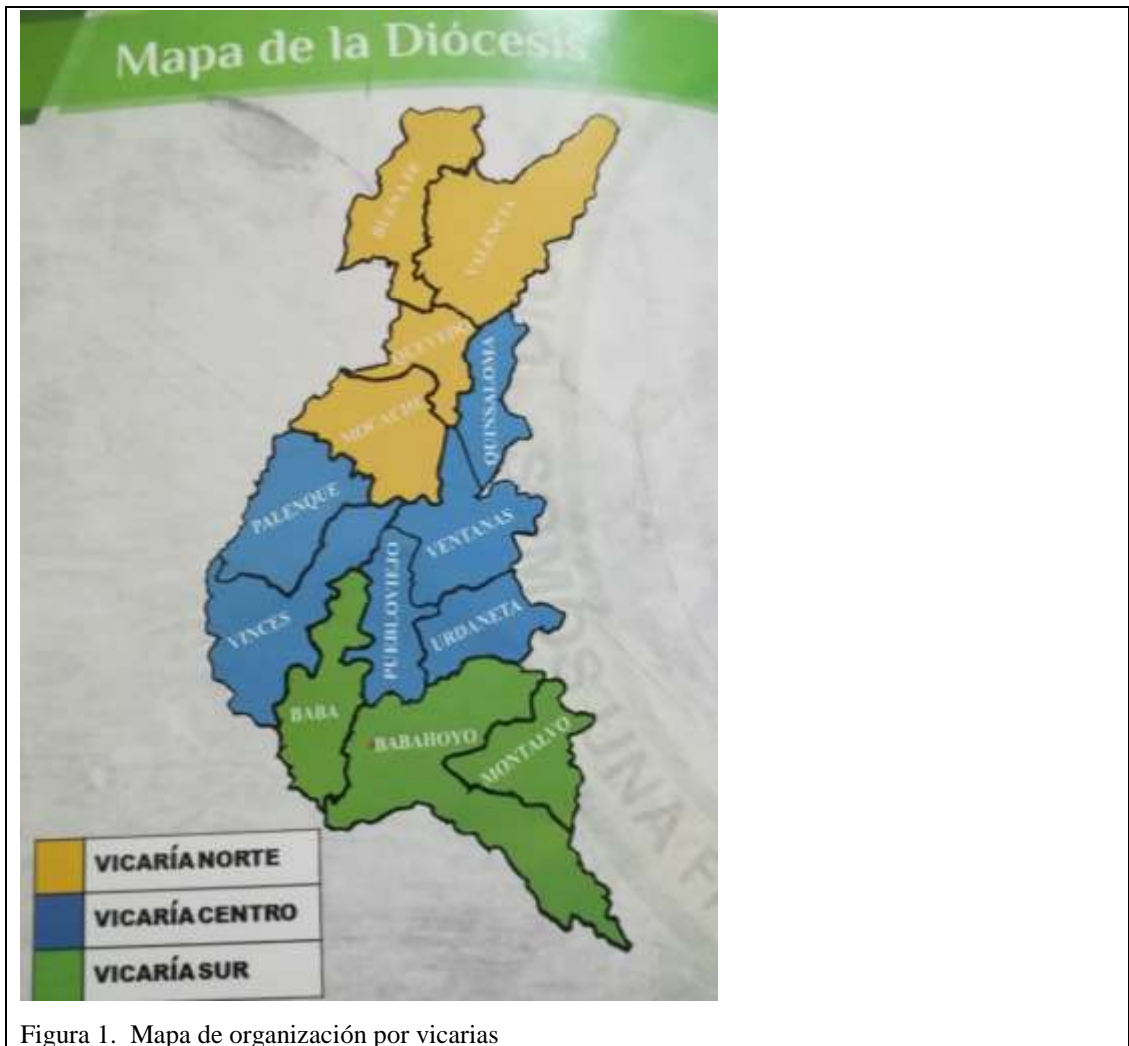 Mapa de la Diócesis
BUENA FE
VALENCIA
QUEVEDO
QUINSALOMA
MOCACHE
PALENQUE
VENTANAS
PUEBLOVIEJO
VINCES
URDANETA
BABA
BABAHOYO
MONTALVO
VICARÍA NORTE
VICARÍA CENTRO
VICARÍA SUR
Figura 1. Mapa de organización por vicarias